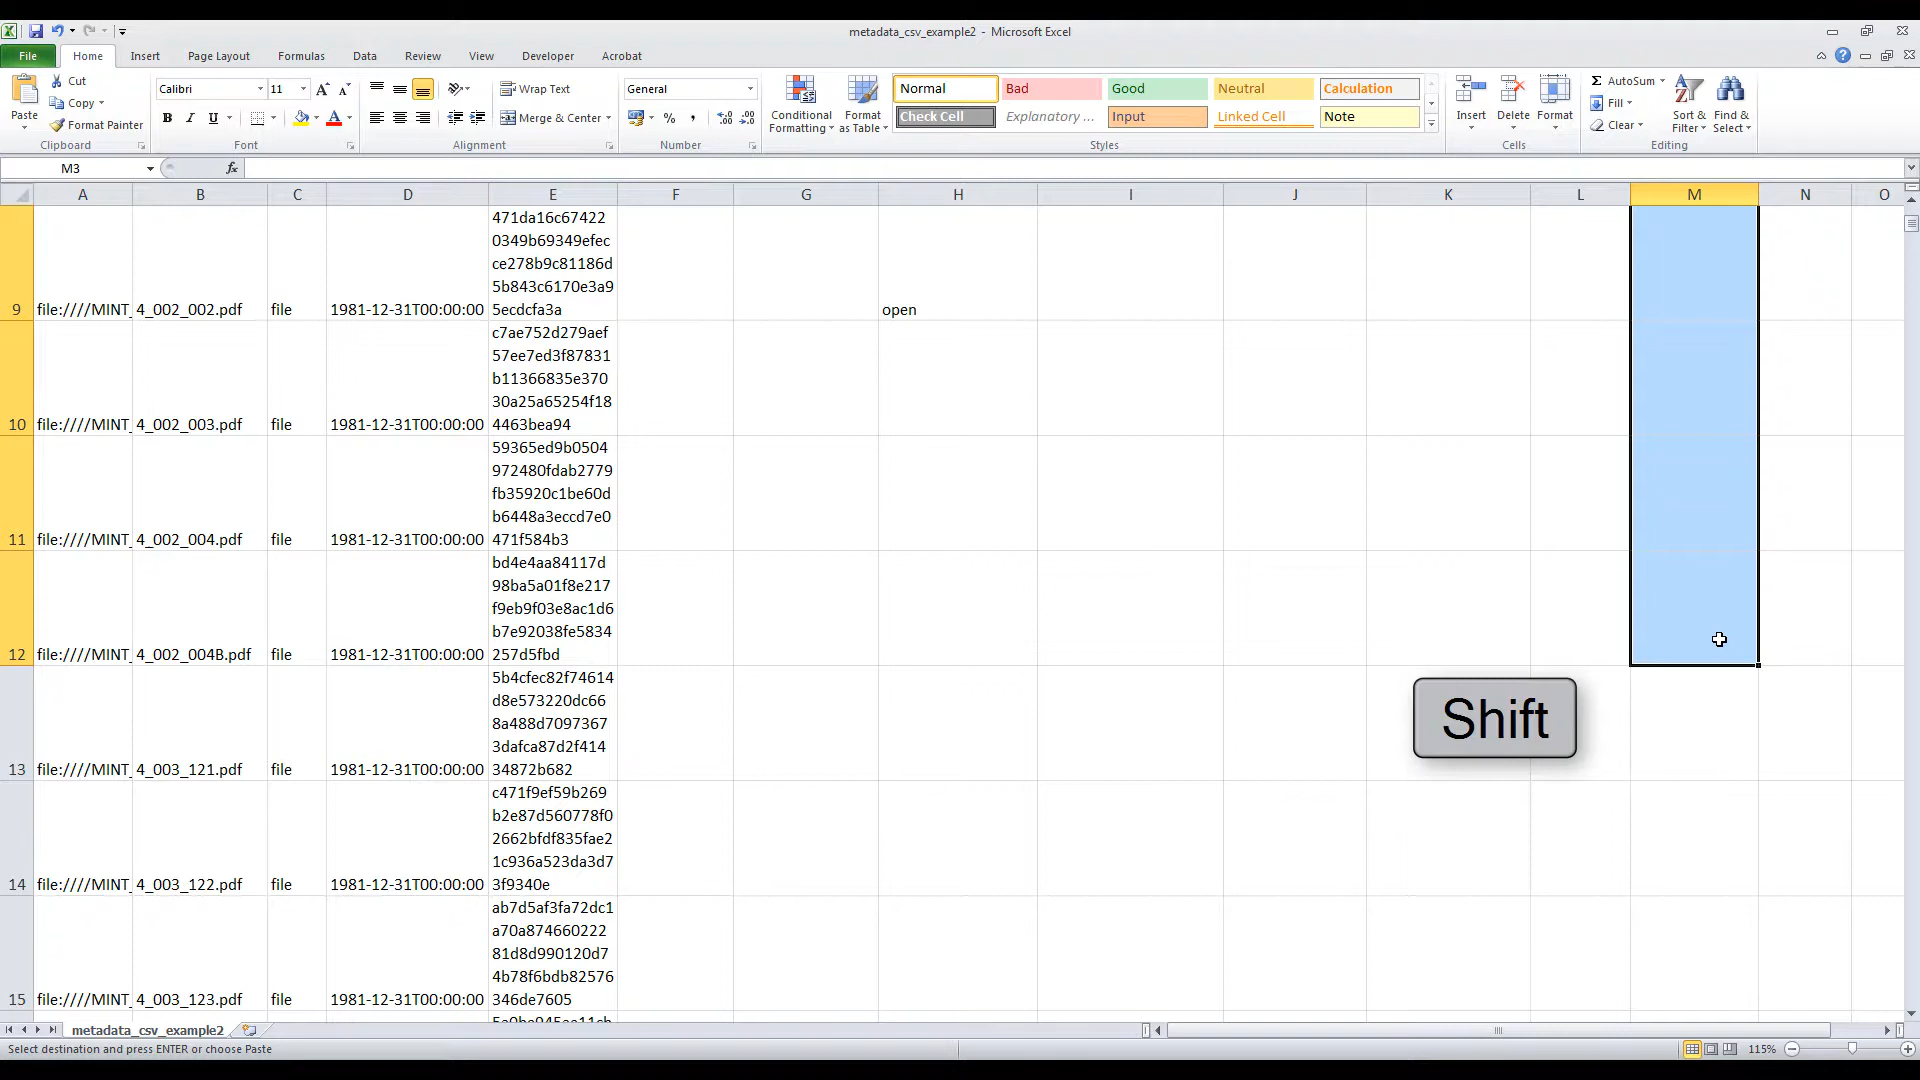 metadata_csv_example2 - Microsoft Excel
File Home Insert Page Layout Formulas Data Review View Developer Acrobat
Paste
Cut
Copy
Format Painter
Clipboard
Calibri 11 A A
B I U A
Font
Wrap Text
Merge & Center
Alignment
General
% , .00
Number
Conditional Formatting
Format as Table
Normal Bad Good Neutral Calculation
Check Cell Explanatory ... Input Linked Cell Note
Styles
Insert Delete Format
Cells
Σ AutoSum
Fill
Clear
Sort & Filter
Find & Select
Editing
M3 fx
A B C D E F G H I J K L M N O
471da16c67422
0349b69349efec
ce278b9c81186d
5b843c6170e3a9
9 file:////MINT_ 4_002_002.pdf file 1981-12-31T00:00:00 5ecdcfa3a open
c7ae752d279aef
57ee7ed3f87831
b11366835e370
30a25a65254f18
10 file:////MINT_ 4_002_003.pdf file 1981-12-31T00:00:00 4463bea94
59365ed9b0504
972480fdab2779
fb35920c1be60d
b6448a3eccd7e0
11 file:////MINT_ 4_002_004.pdf file 1981-12-31T00:00:00 471f584b3
bd4e4aa84117d
98ba5a01f8e217
f9eb9f03e8ac1d6
b7e92038fe5834
12 file:////MINT_ 4_002_004B.pdf file 1981-12-31T00:00:00 257d5fbd
5b4cfec82f74614
d8e573220dc66
8a488d7097367
3dafca87d2f414
13 file:////MINT_ 4_003_121.pdf file 1981-12-31T00:00:00 34872b682
Shift
c471f9ef59b269
b2e87d560778f0
2662bfdf835fae2
1c936a523da3d7
14 file:////MINT_ 4_003_122.pdf file 1981-12-31T00:00:00 3f9340e
ab7d5af3fa72dc1
a70a874660222
81d8d990120d7
4b78f6bdb82576
15 file:////MINT_ 4_003_123.pdf file 1981-12-31T00:00:00 346de7605
metadata_csv_example2
Select destination and press ENTER or choose Paste 115%